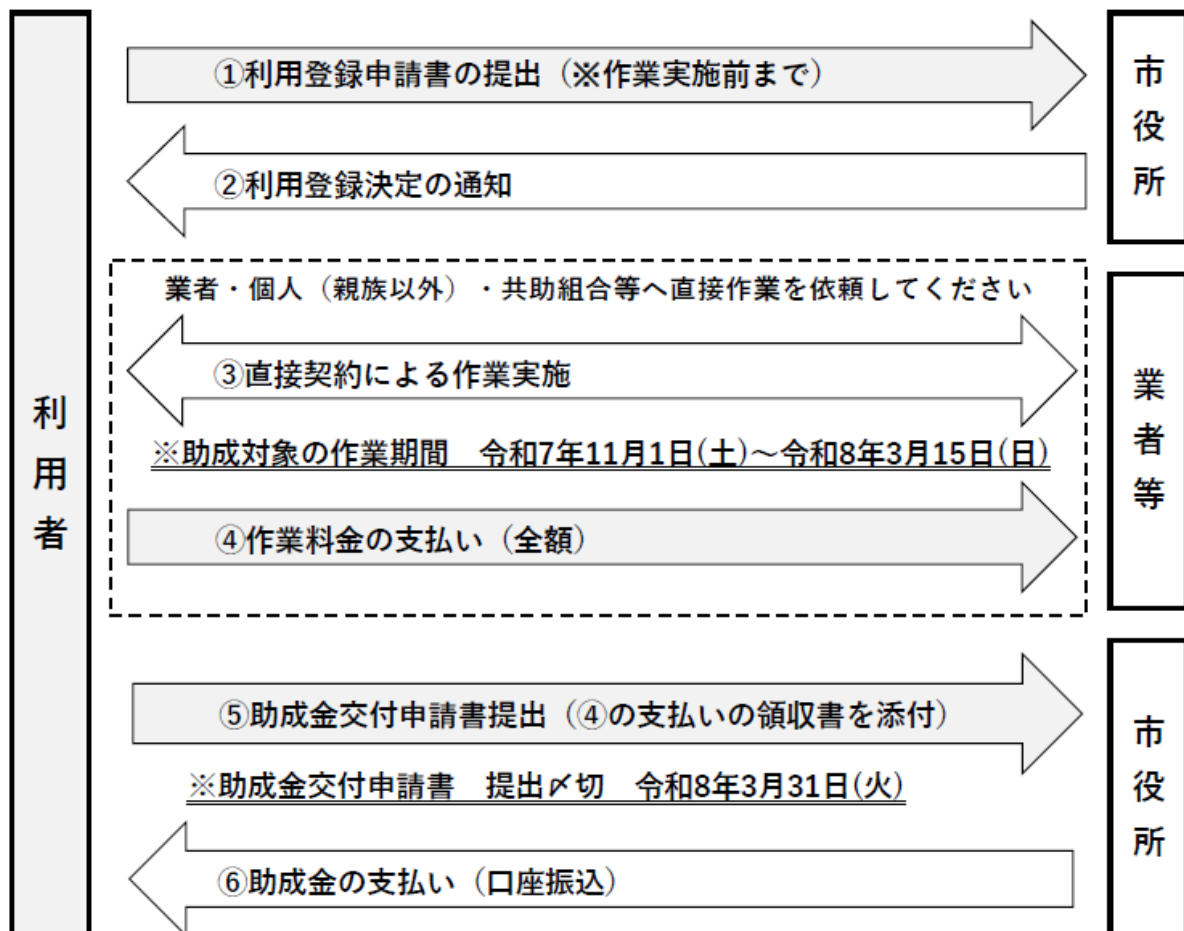 利用者
①利用登録申請書の提出（※作業実施前まで）
市役所
②利用登録決定の通知
業者・個人（親族以外）・共助組合等へ直接作業を依頼してください
③直接契約による作業実施
業者等
※助成対象の作業期間　令和7年11月1日(土)～令和8年3月15日(日)
④作業料金の支払い（全額）
⑤助成金交付申請書提出（④の支払いの領収書を添付）
市役所
※助成金交付申請書　提出〆切　令和8年3月31日(火)
⑥助成金の支払い（口座振込）